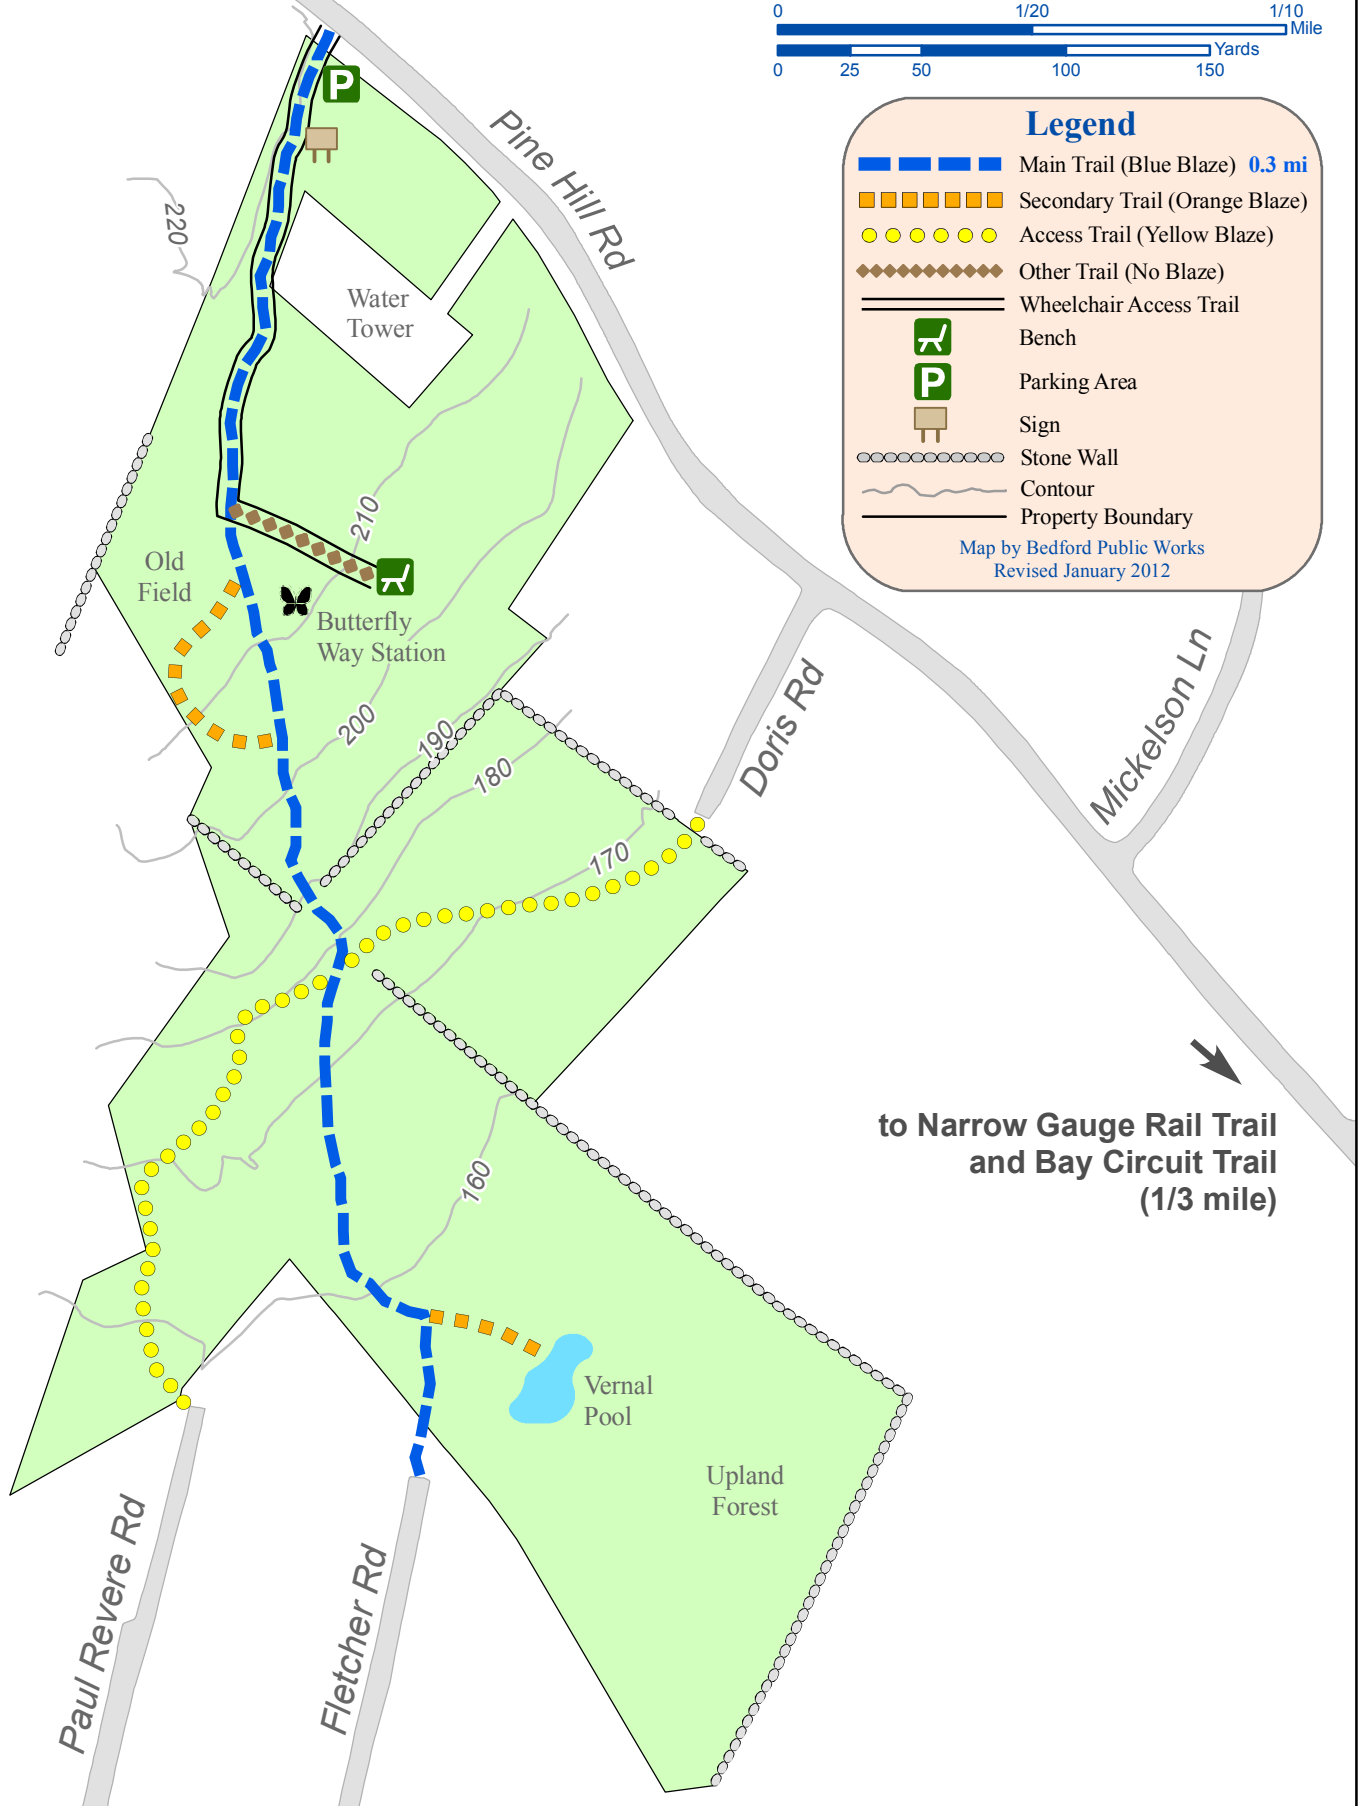 0 1/20 1/10
Mile
Yards
0 25 50 100 150
P
Legend
Main Trail (Blue Blaze) 0.3 mi
Secondary Trail (Orange Blaze)
Access Trail (Yellow Blaze)
Other Trail (No Blaze)
Wheelchair Access Trail
Bench
P
Parking Area
Sign
Stone Wall
Contour
Property Boundary
Map by Bedford Public Works
Revised January 2012
Pine Hill Rd
220
Water
Tower
210
Old
Field
Butterfly
Way Station
200
190
180
170
Doris Rd
Mickelson Ln
to Narrow Gauge Rail Trail
and Bay Circuit Trail
(1/3 mile)
160
Vernal
Pool
Upland
Forest
Paul Revere Rd
Fletcher Rd